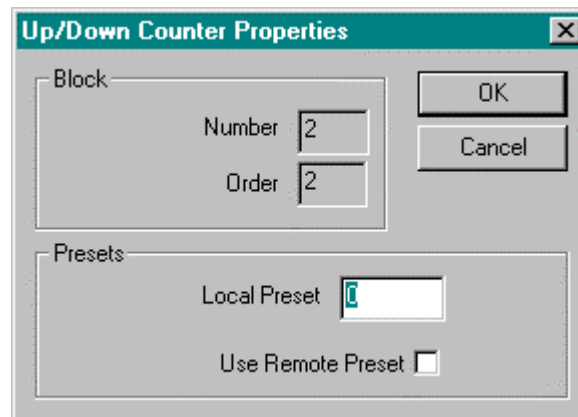 Up/Down Counter Properties
Block
Number 2
Order 2
OK
Cancel
Presets
Local Preset 0
Use Remote Preset